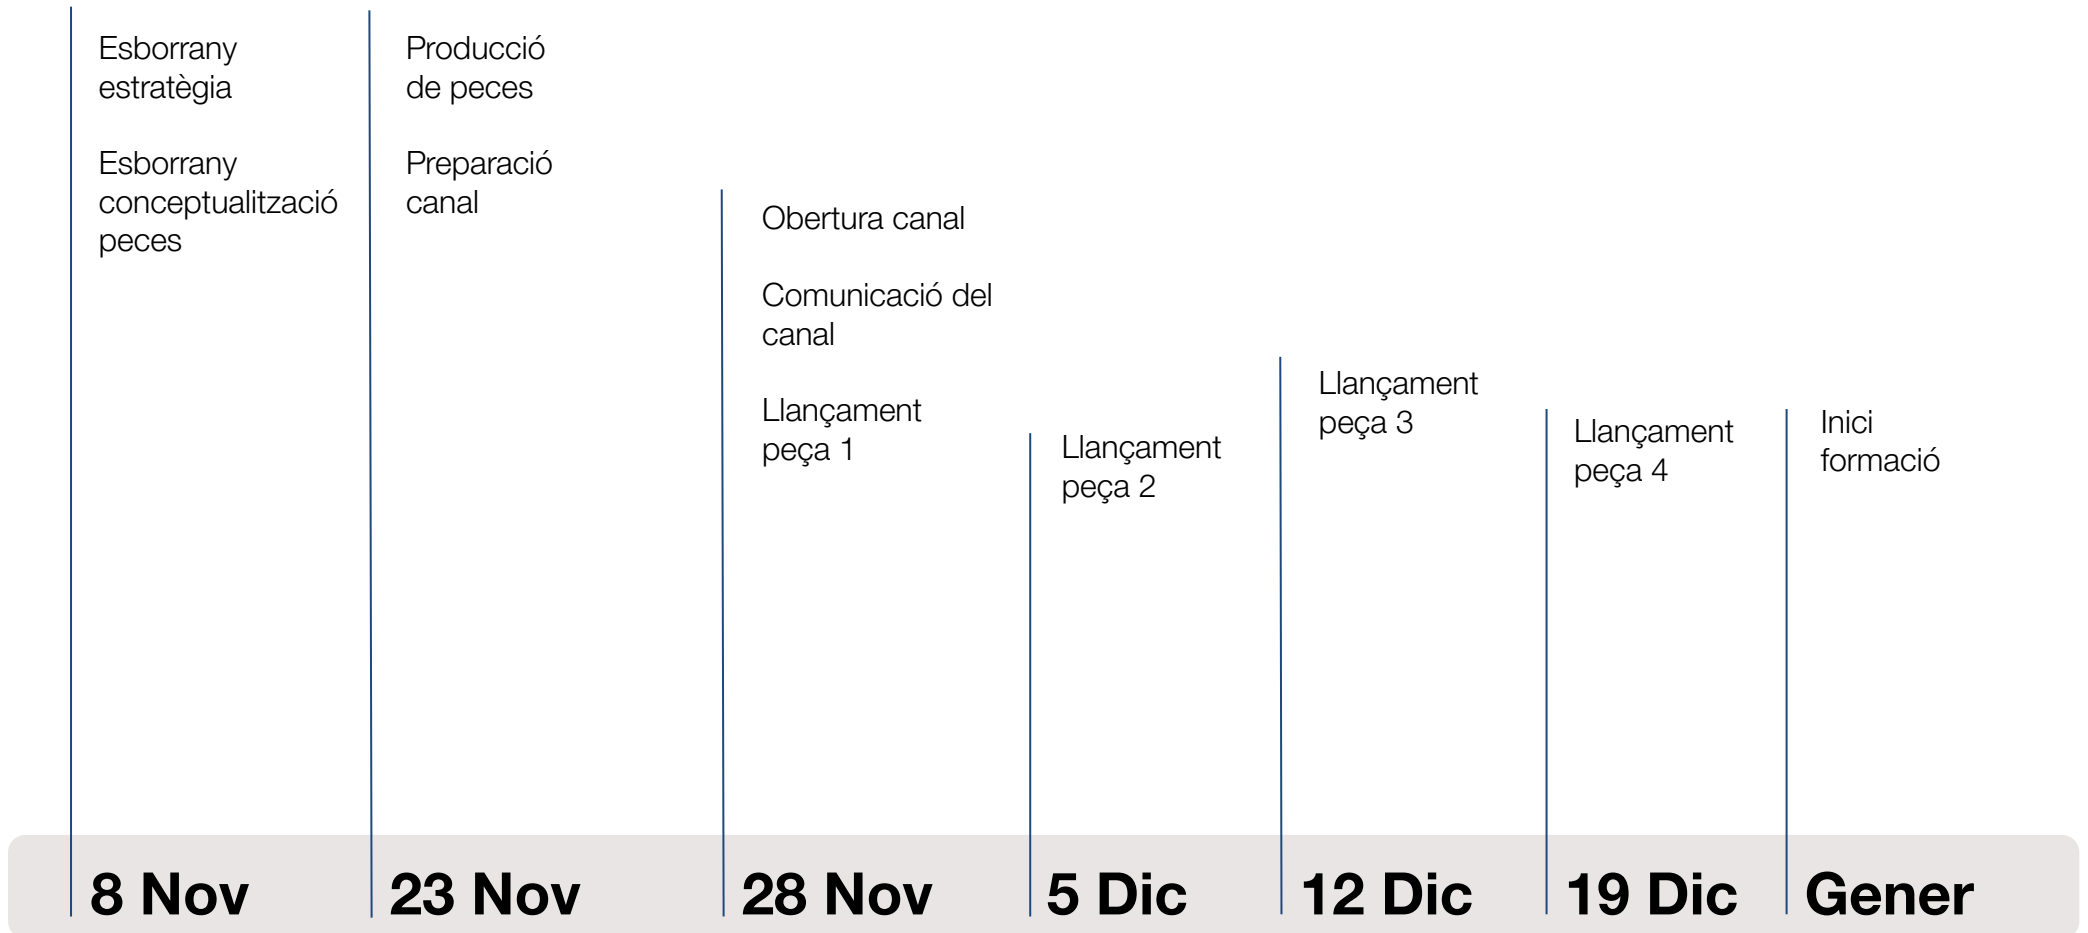 Esborrany
estratègia
Esborrany
conceptualització
peces
Producció
de peces
Preparació
canal
Obertura canal
Comunicació del
canal
Llançament
peça 1
Llançament
peça 2
Llançament
peça 3
Llançament
peça 4
Inici
formació
8 Nov
23 Nov
28 Nov
5 Dic
12 Dic
19 Dic
Gener